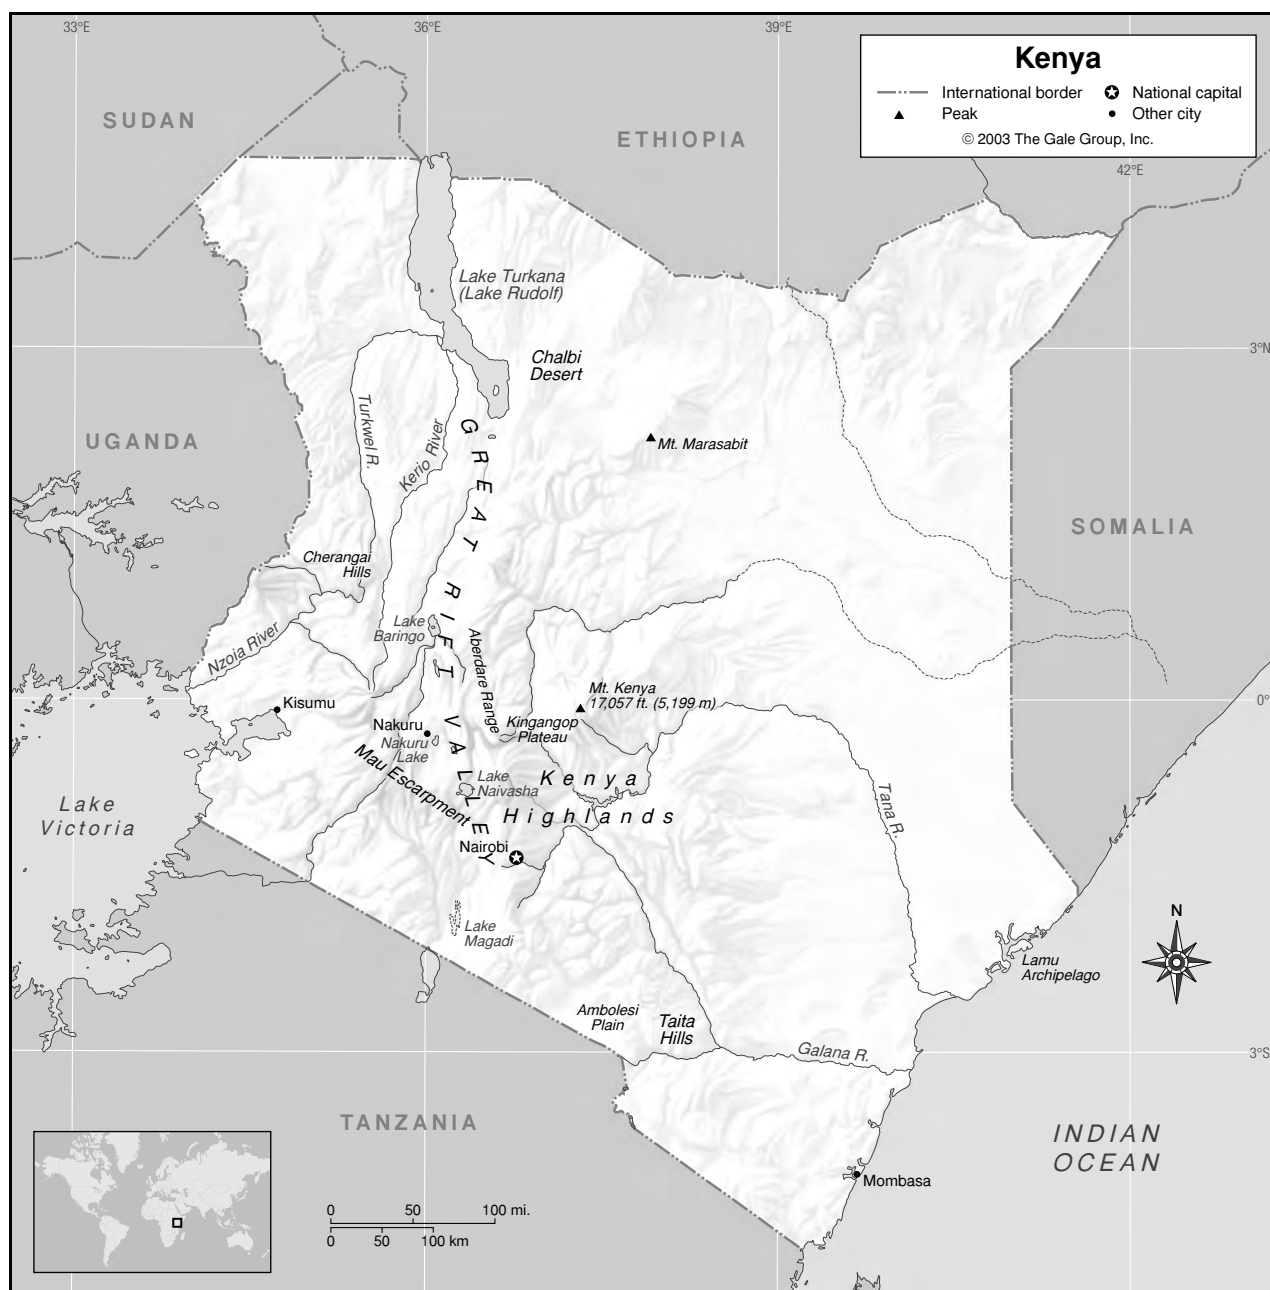 33°E
36°E
39°E
Kenya
International border
National capital
Peak
Other city
© 2003 The Gale Group, Inc.
42°E
SUDAN
ETHIOPIA
Lake Turkana
(Lake Rudolf)
3°N
Chalbi
Desert
Turkwel R.
Kerio River
GREAT RIFT VALLEY
UGANDA
Mt. Marasabit
SOMALIA
Cherangai
Hills
Lake
Baringo
Nzoia River
Aberdare Range
Mt. Kenya
17,057 ft. (5,199 m)
0°
Kisumu
Nakuru
Nakuru
Lake
Kingangop
Plateau
Mau Escarpment
Lake
Naivasha
Kenya
Highlands
Lake
Victoria
Tana R.
Nairobi
N
Lake
Magadi
Lamu
Archipelago
Ambolesi
Plain
Taita
Hills
Galana R.
3°S
TANZANIA
INDIAN
OCEAN
Mombasa
0 50 100 mi.
0 50 100 km